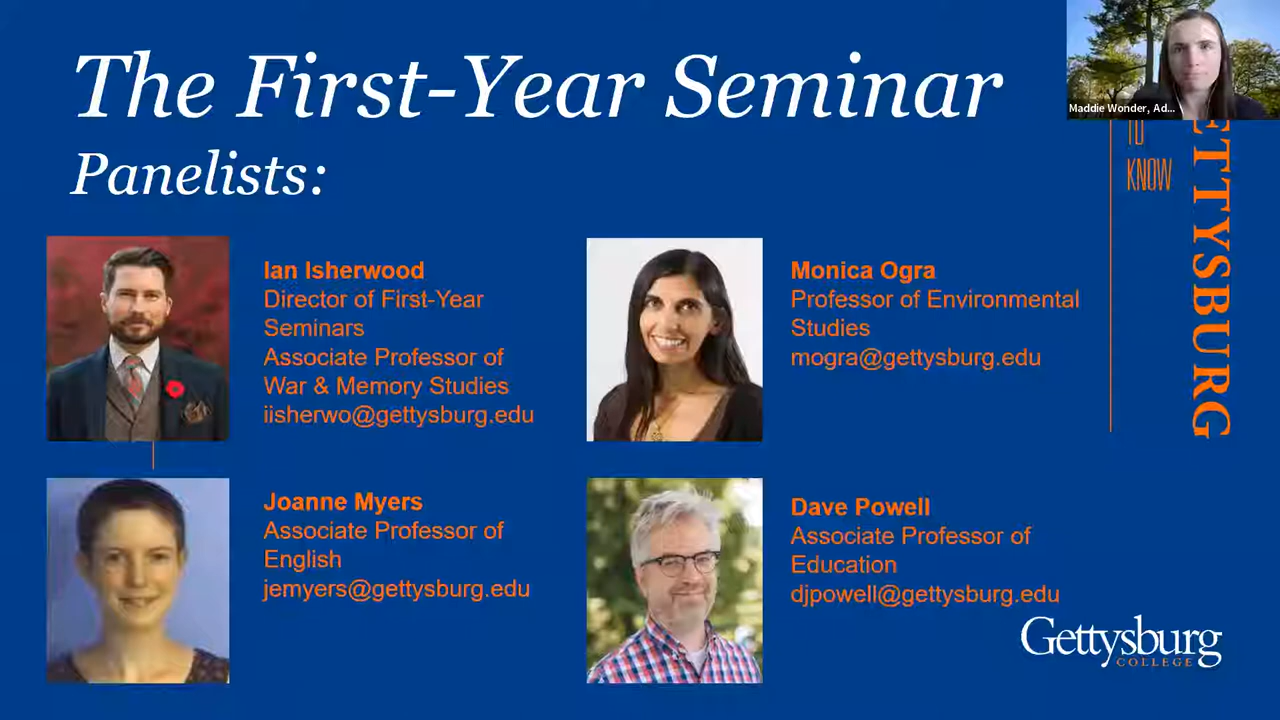 The First-Year Seminar
Panelists:
Maddie Wonder, Ad...
TO
KNOW
ETTYSBURG
Ian Isherwood
Director of First-Year
Seminars
Associate Professor of
War & Memory Studies
iisherwo@gettysburg.edu
Monica Ogra
Professor of Environmental
Studies
mogra@gettysburg.edu
Joanne Myers
Associate Professor of
English
jemyers@gettysburg.edu
Dave Powell
Associate Professor of
Education
djpowell@gettysburg.edu
Gettysburg
COLLEGE